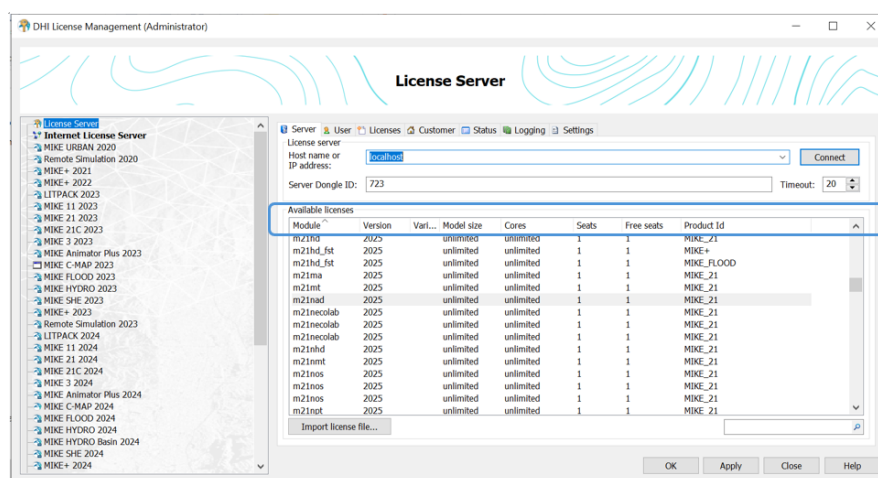 DHI License Management (Administrator)
License Server
License Server
Internet License Server
MIKE URBAN 2020
Remote Simulation 2020
MIKE+ 2021
MIKE+ 2022
LITPACK 2023
MIKE 11 2023
MIKE 21 2023
MIKE 21C 2023
MIKE 3 2023
MIKE Animator Plus 2023
MIKE C-MAP 2023
MIKE FLOOD 2023
MIKE HYDRO 2023
MIKE SHE 2023
MIKE+ 2023
Remote Simulation 2023
LITPACK 2024
MIKE 11 2024
MIKE 21 2024
MIKE 21C 2024
MIKE 3 2024
MIKE Animator Plus 2024
MIKE C-MAP 2024
MIKE FLOOD 2024
MIKE HYDRO 2024
MIKE HYDRO Basin 2024
MIKE SHE 2024
MIKE+ 2024
Server User Licenses Customer Status Logging Settings
License server
Host name or
IP address: localhost Connect
Server Dongle ID: 723 Timeout: 20
Available licenses
Module Version Vari... Model size Cores Seats Free seats Product Id
m21hd 2025 unlimited unlimited 1 1 MIKE_21
m21hd_fst 2025 unlimited unlimited 1 1 MIKE+
m21hd_fst 2025 unlimited unlimited 1 1 MIKE_FLOOD
m21ma 2025 unlimited unlimited 1 1 MIKE_21
m21mt 2025 unlimited unlimited 1 1 MIKE_21
m21nad 2025 unlimited unlimited 1 1 MIKE_21
m21necolab 2025 unlimited unlimited 1 1 MIKE_21
m21necolab 2025 unlimited unlimited 1 1 MIKE_21
m21necolab 2025 unlimited unlimited 1 1 MIKE_21
m21nhd 2025 unlimited unlimited 1 1 MIKE_21
m21nmt 2025 unlimited unlimited 1 1 MIKE_21
m21nos 2025 unlimited unlimited 1 1 MIKE_21
m21nos 2025 unlimited unlimited 1 1 MIKE_21
m21nos 2025 unlimited unlimited 1 1 MIKE_21
m21npt 2025 unlimited unlimited 1 1 MIKE_21
Import license file...
OK Apply Close Help